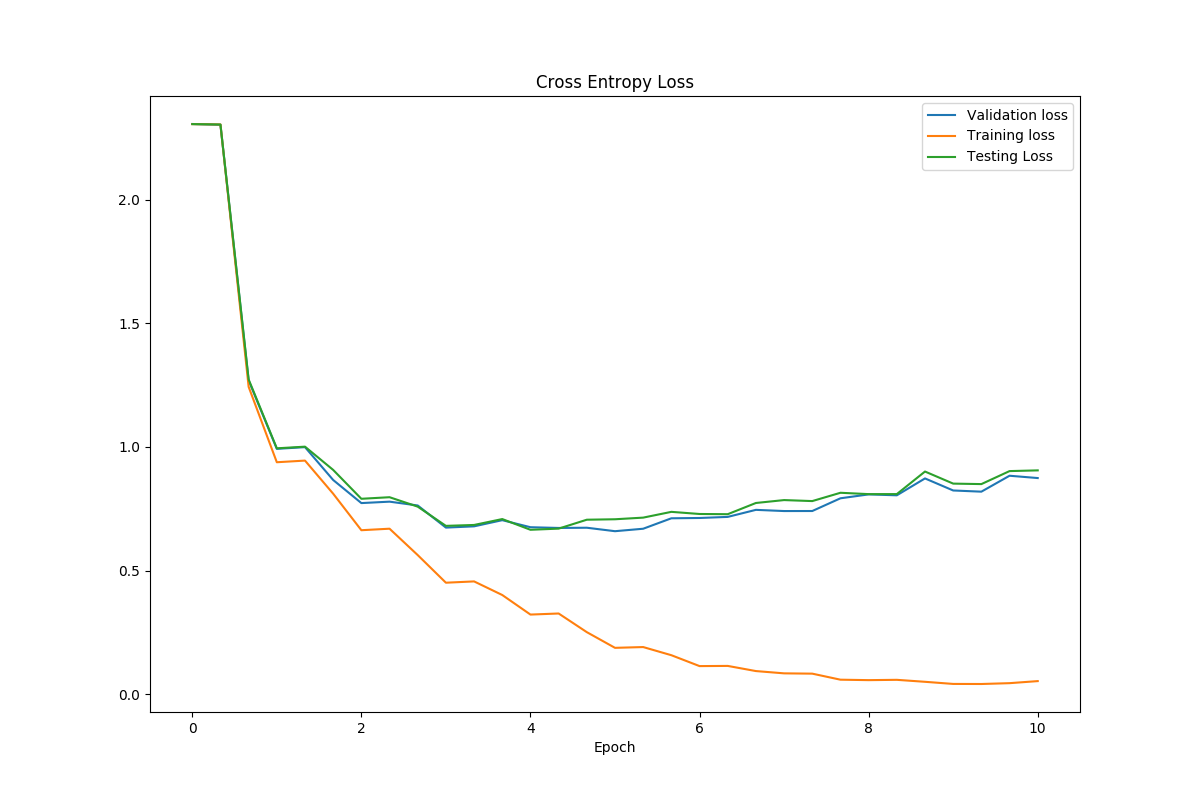 Cross Entropy Loss
Validation loss
Training loss
Testing Loss
2.0
1.5
1.0
0.5
0.0
0 2 4 6 8 10
Epoch